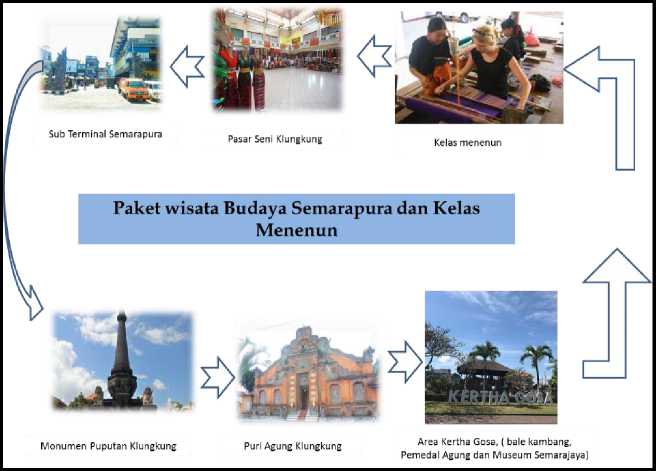 Sub Terminal Semarapura
Pasar Seni Klungkung
Kelas menenun
Paket wisata Budaya Semarapura dan Kelas
Menenun
KERTHA GOSA
Monumen Puputan Klungkung
Puri Agung Klungkung
Area Kertha Gosa, ( bale kambang,
Pemedal Agung dan Museum Semarajaya)